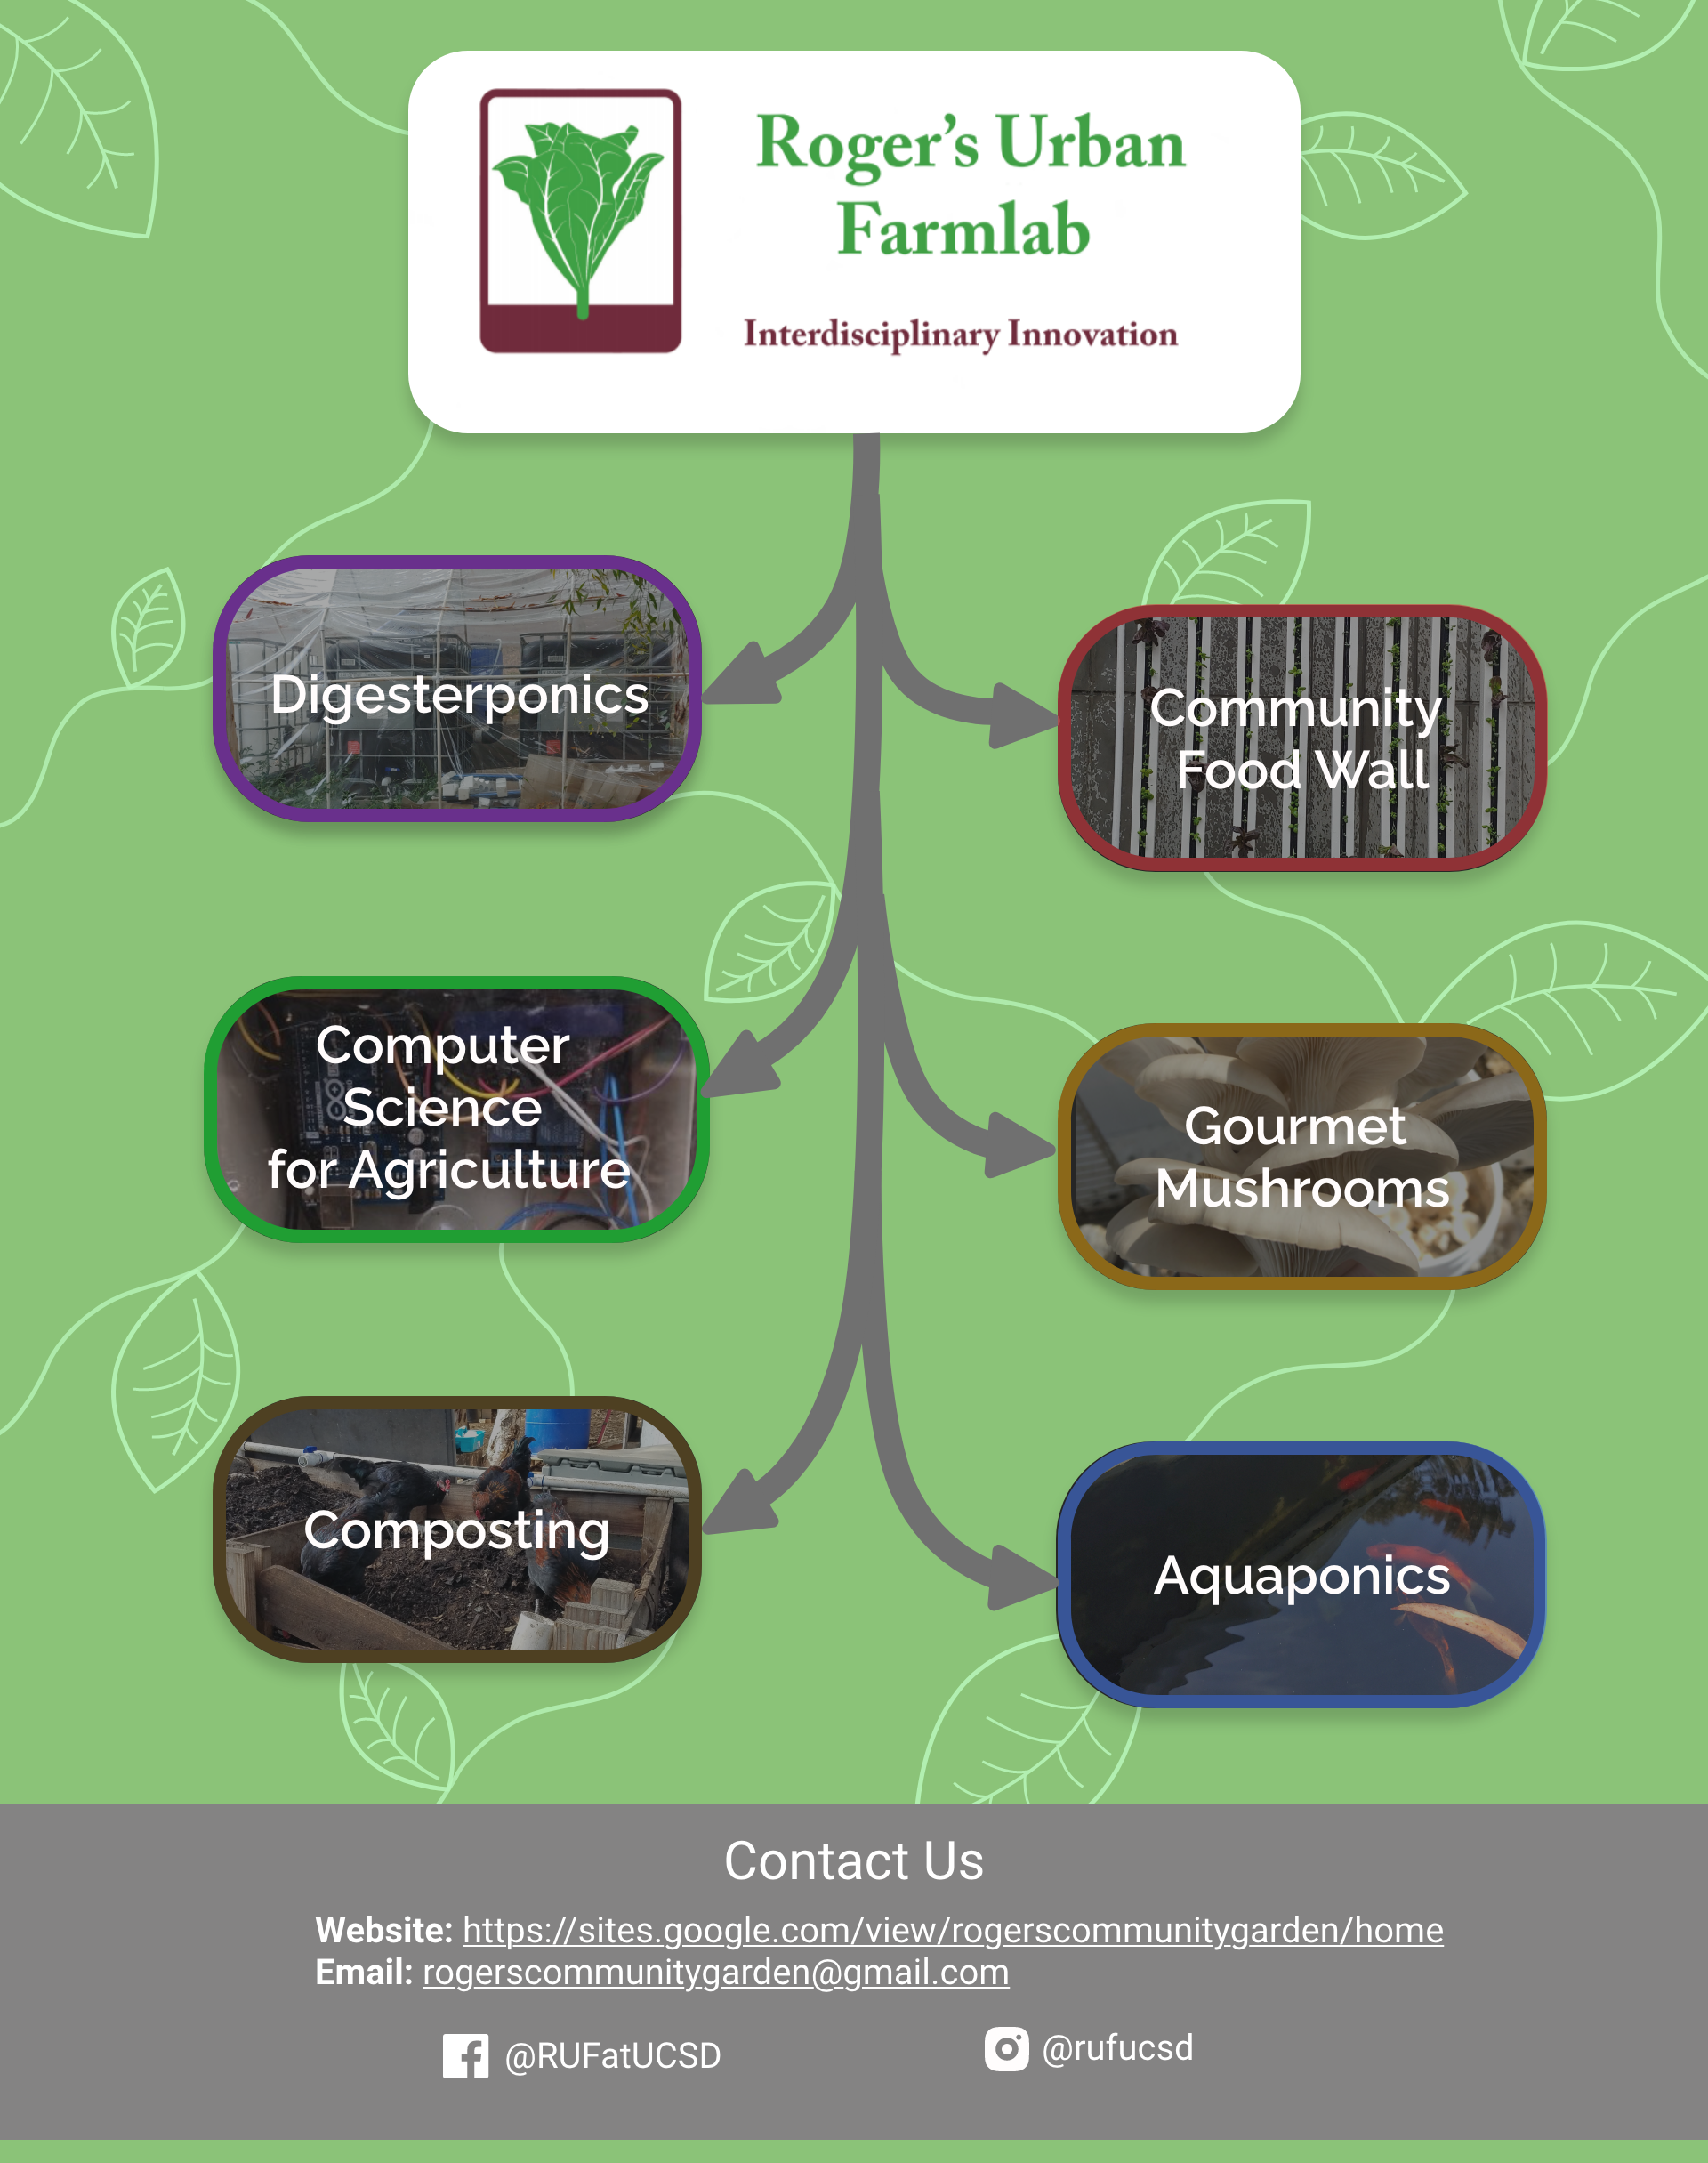 Roger's Urban
Farmlab
Interdisciplinary Innovation
Digesterponics
Community
Food Wall
Computer
Science
for Agriculture
Gourmet
Mushrooms
Composting
Aquaponics
Contact Us
Website: https://sites.google.com/view/rogerscommunitygarden/home
Email: rogerscommunitygarden@gmail.com
@RUFatUCSD
@rufucsd